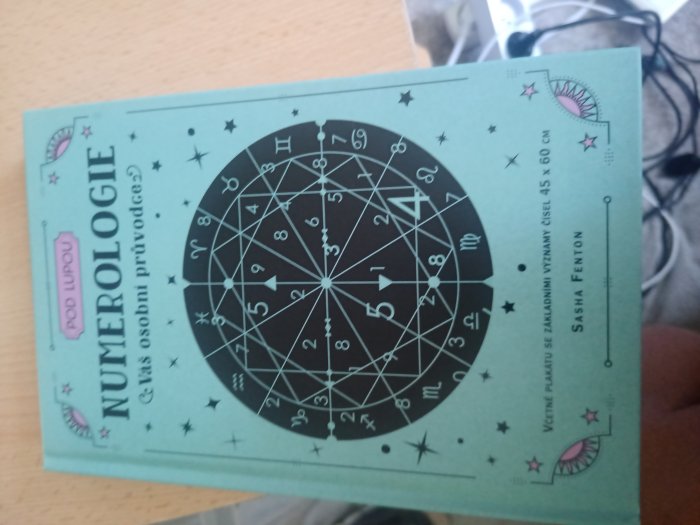 POD LUPOU
NUMEROLOGIE
Váš osobní průvodce
VČETNĚ PLAKÁTU SE ZÁKLADNÍMI VÝZNAMY ČÍSEL 45 X 60 CM
SASHA FENTON